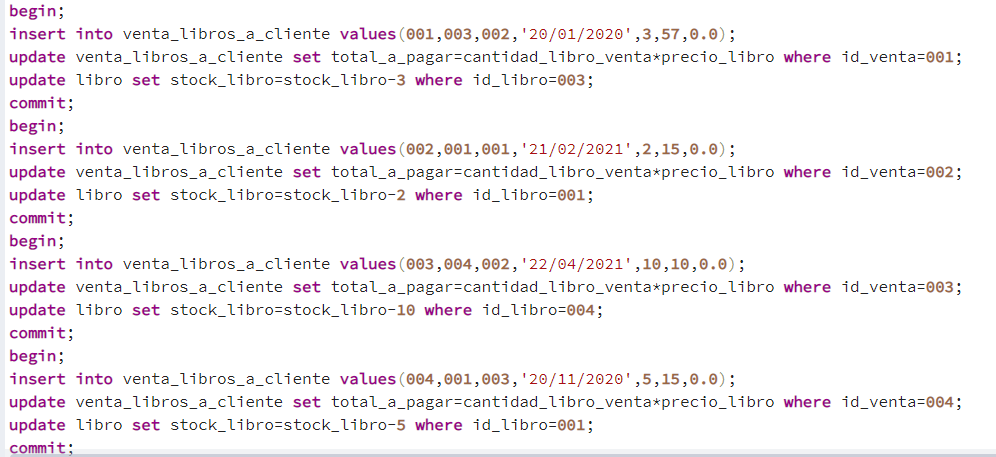 begin;
insert into venta_libros_a_cliente values(001,003,002,'20/01/2020',3,57,0.0);
update venta_libros_a_cliente set total_a_pagar=cantidad_libro_venta*precio_libro where id_venta=001;
update libro set stock_libro=stock_libro-3 where id_libro=003;
commit;
begin;
insert into venta_libros_a_cliente values(002,001,001,'21/02/2021',2,15,0.0);
update venta_libros_a_cliente set total_a_pagar=cantidad_libro_venta*precio_libro where id_venta=002;
update libro set stock_libro=stock_libro-2 where id_libro=001;
commit;
begin;
insert into venta_libros_a_cliente values(003,004,002,'22/04/2021',10,10,0.0);
update venta_libros_a_cliente set total_a_pagar=cantidad_libro_venta*precio_libro where id_venta=003;
update libro set stock_libro=stock_libro-10 where id_libro=004;
commit;
begin;
insert into venta_libros_a_cliente values(004,001,003,'20/11/2020',5,15,0.0);
update venta_libros_a_cliente set total_a_pagar=cantidad_libro_venta*precio_libro where id_venta=004;
update libro set stock_libro=stock_libro-5 where id_libro=001;
commit;